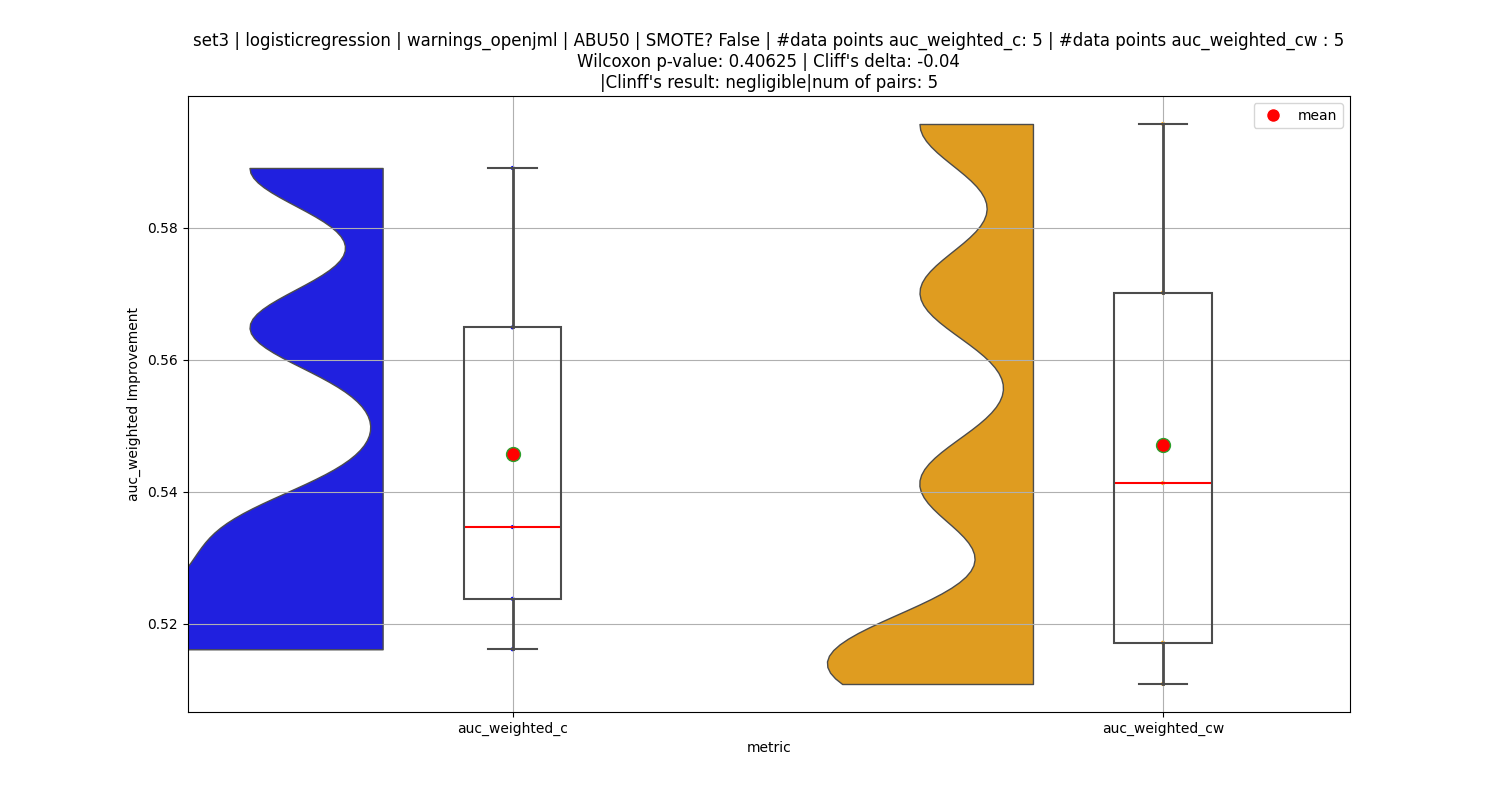 set3 | logisticregression | warnings_openjml | ABU50 | SMOTE? False | #data points auc_weighted_c: 5 | #data points auc_weighted_cw : 5
Wilcoxon p-value: 0.40625 | Cliff's delta: -0.04
|Clinff's result: negligible|num of pairs: 5
mean
auc_weighted Improvement
0.58
0.56
0.54
0.52
auc_weighted_c
auc_weighted_cw
metric